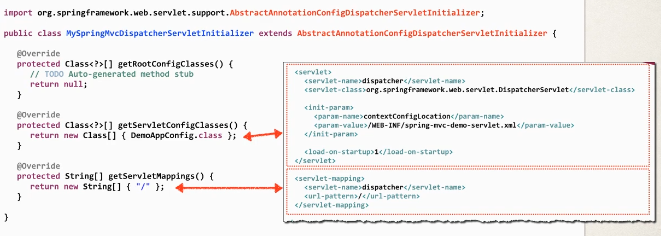 import org.springframework.web.servlet.support.AbstractAnnotationConfigDispatcherServletInitializer;
public class MySpringMvcDispatcherServletInitializer extends AbstractAnnotationConfigDispatcherServletInitializer {
@Override
protected Class<?>[] getRootConfigClasses() {
// TODO Auto-generated method stub
return null;
}
@Override
protected Class<?>[] getServletConfigClasses() {
return new Class[] { DemoAppConfig.class };
}
@Override
protected String[] getServletMappings() {
return new String[] { "/" };
}
}
<servlet>
<servlet-name>dispatcher</servlet-name>
<servlet-class>org.springframework.web.servlet.DispatcherServlet</servlet-class>
<init-param>
<param-name>contextConfigLocation</param-name>
<param-value>/WEB-INF/spring-mvc-demo-servlet.xml</param-value>
</init-param>
<load-on-startup>1</load-on-startup>
</servlet>
<servlet-mapping>
<servlet-name>dispatcher</servlet-name>
<url-pattern>/</url-pattern>
</servlet-mapping>